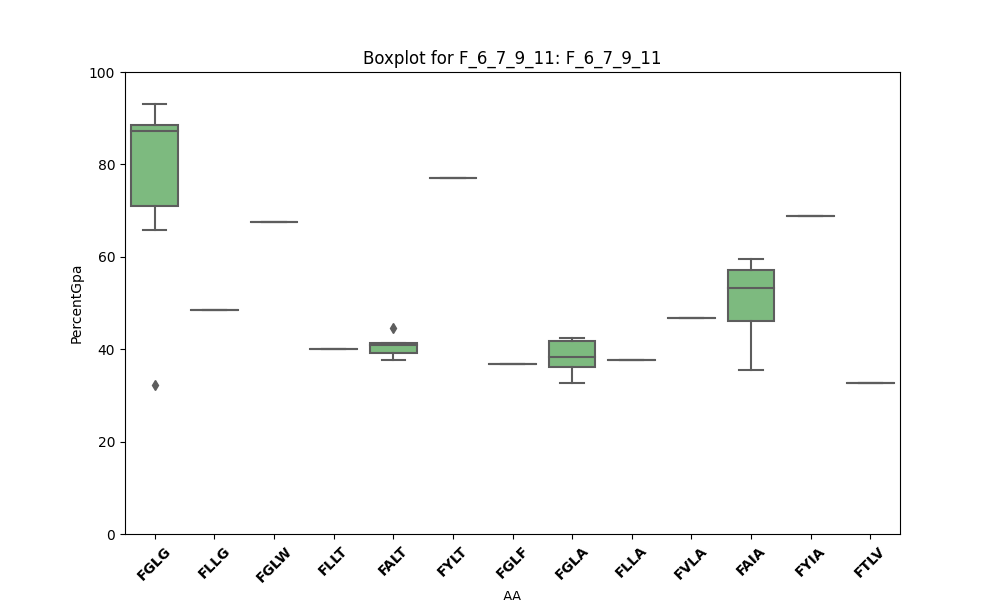 Boxplot for F_6_7_9_11: F_6_7_9_11
100
80
60
40
20
0
PercentGpa
FGLG
FLLG
FGLW
FLLT
FALT
FYLT
FGLF
FGLA
FLLA
FVLA
FAIA
FYIA
FTLV
AA